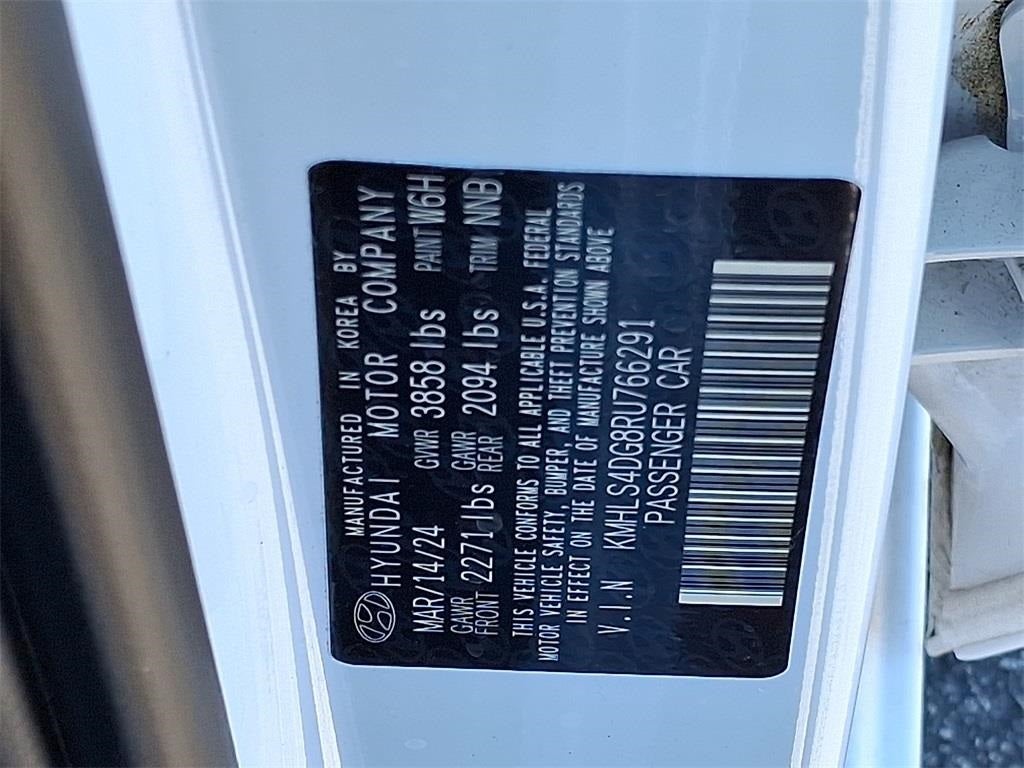 MANUFACTURED IN KOREA BY
HYUNDAI MOTOR COMPANY
MAR/14/24 GVWR 3858 lbs PAINT W6H
GAWR FRONT 2271 lbs GAWR REAR 2094 lbs TRIM NNB
THIS VEHICLE CONFORMS TO ALL APPLICABLE U.S.A. FEDERAL
MOTOR VEHICLE SAFETY, BUMPER, AND THEFT PREVENTION STANDARDS
IN EFFECT ON THE DATE OF MANUFACTURE SHOWN ABOVE
V.I.N KMHLS4DG8RU766291
PASSENGER CAR